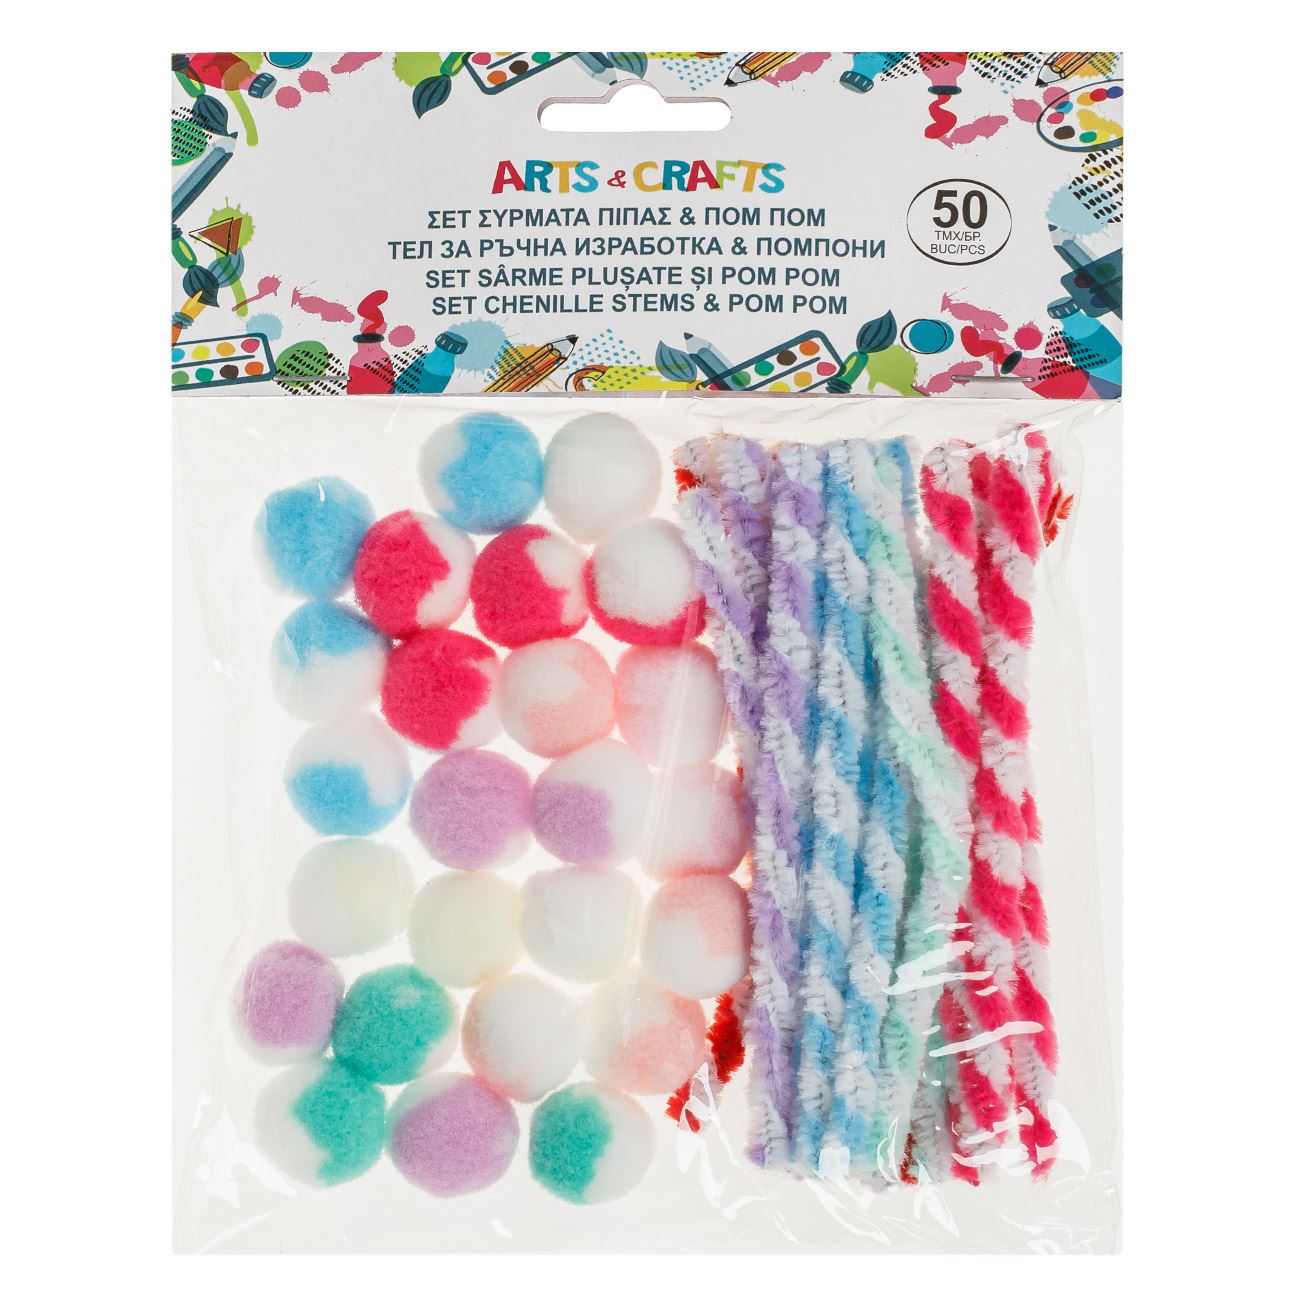 ARTS & CRAFTS
ΣΕΤ ΣΥΡΜΑΤΑ ΠΙΠΑΣ & ΠΟΜ ΠΟΜ
ТЕЛ ЗА РЪЧНА ИЗРАБОТКА & ПОМПОНИ
SET SÂRME PLUȘATE ȘI POM POM
SET CHENILLE STEMS & POM POM
50
ΤΜΧ/БР.
BUC/PCS